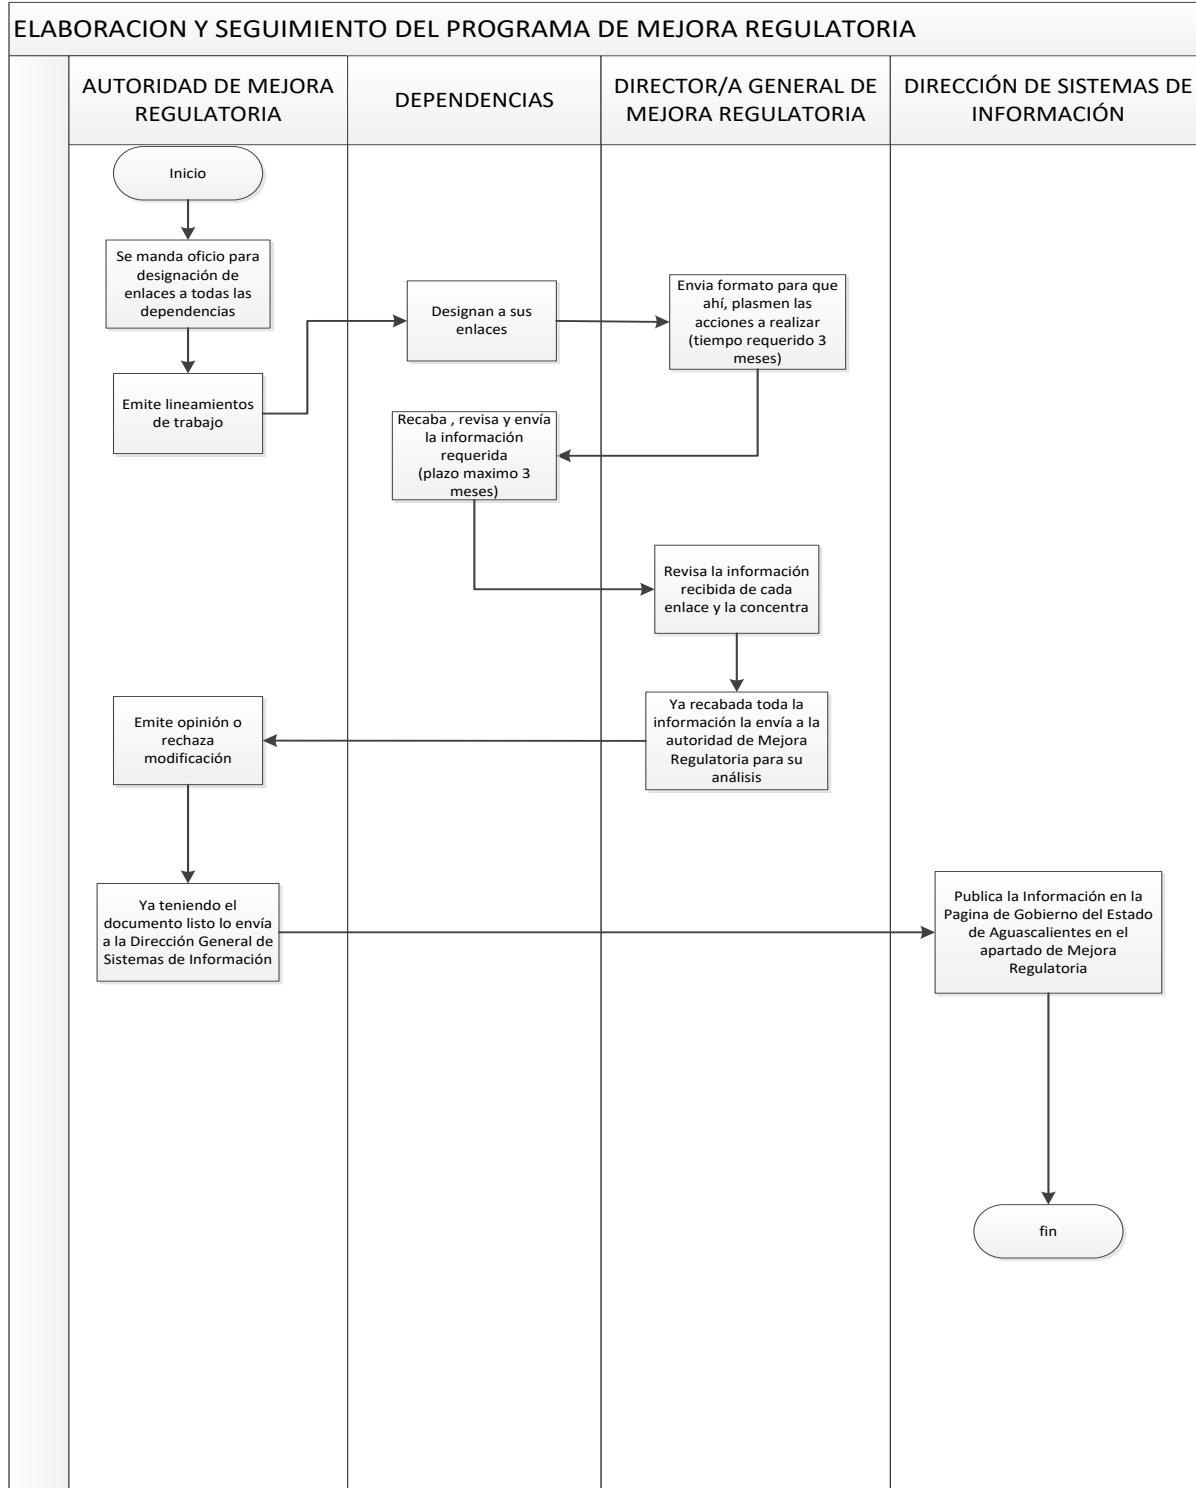 ELABORACION Y SEGUIMIENTO DEL PROGRAMA DE MEJORA REGULATORIA
AUTORIDAD DE MEJORA
REGULATORIA
DEPENDENCIAS
DIRECTOR/A GENERAL DE
MEJORA REGULATORIA
DIRECCIÓN DE SISTEMAS DE
INFORMACIÓN
Inicio
Se manda oficio para
designación de
enlaces a todas las
dependencias
Emite lineamientos
de trabajo
Designan a sus
enlaces
Envia formato para que
ahí, plasmen las
acciones a realizar
(tiempo requerido 3
meses)
Recaba , revisa y envía
la información
requerida
(plazo maximo 3
meses)
Revisa la información
recibida de cada
enlace y la concentra
Ya recabada toda la
información la envía a la
autoridad de Mejora
Regulatoria para su
análisis
Emite opinión o
rechaza
modificación
Ya teniendo el
documento listo lo envía
a la Dirección General de
Sistemas de Información
Publica la Información en la
Pagina de Gobierno del Estado
de Aguascalientes en el
apartado de Mejora
Regulatoria
fin